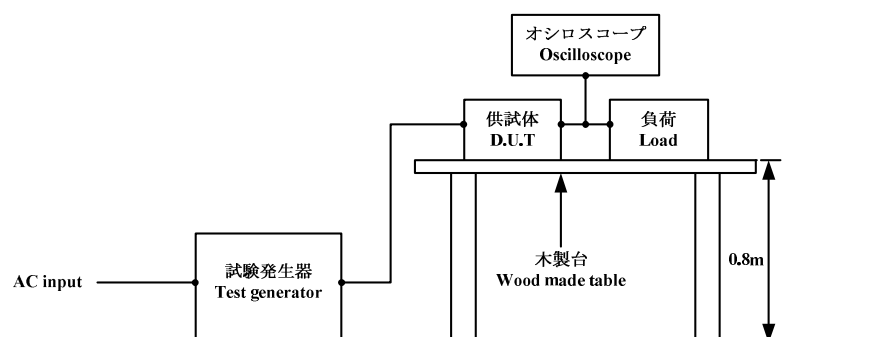 オシロスコープ
Oscilloscope
供試体
D.U.T
負荷
Load
試験発生器
Test generator
AC input
木製台
Wood made table
0.8m